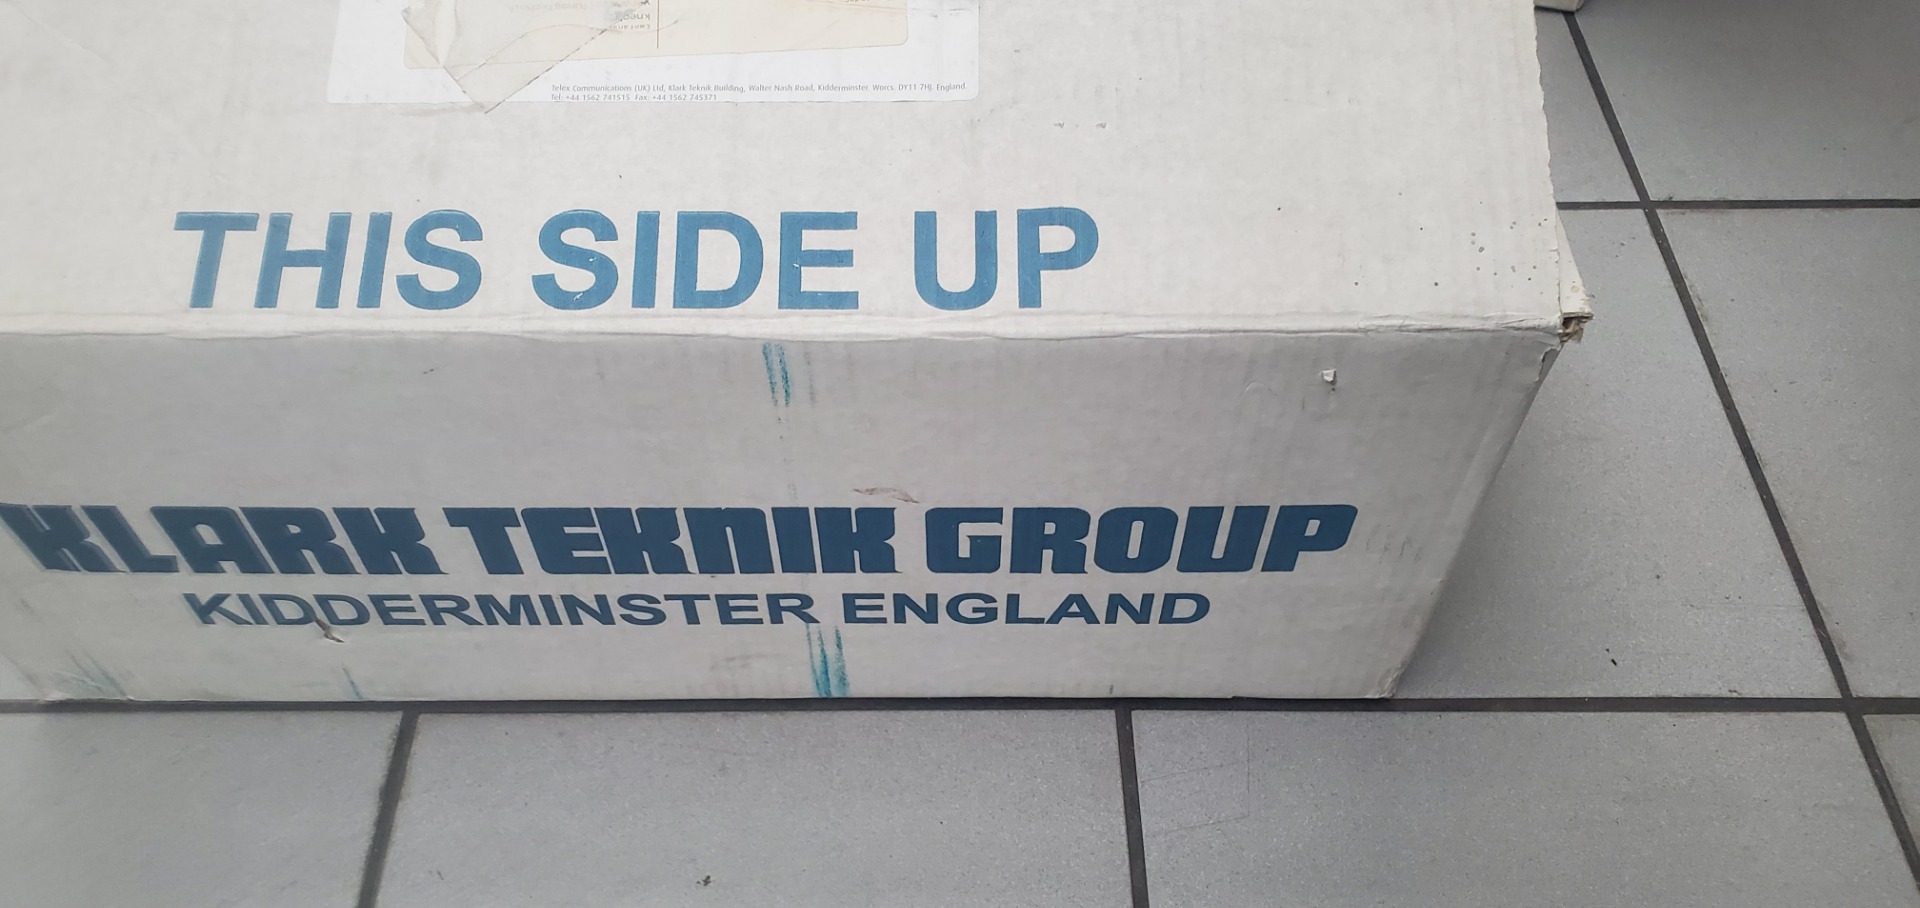 Telex Communications (UK) Ltd, Klark Teknik Building, Walter Nash Road, Kidderminster. Worcs. DY11 7HJ. England.
Tel: +44 1562 741515 Fax: +44 1562 745371
THIS SIDE UP
KLARK TEKNIK GROUP
KIDDERMINSTER ENGLAND